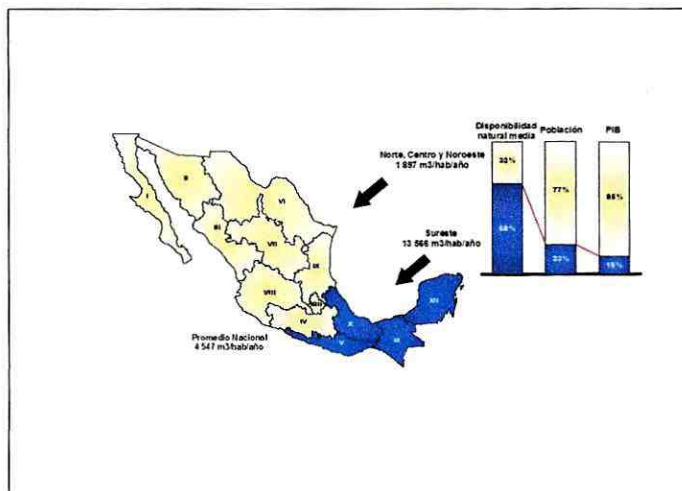 Disponibilidad natural media
Población
PIB
32%
77%
85%
68%
23%
15%
Norte, Centro y Noroeste
1 897 m3/hab/año
Sureste
13 566 m3/hab/año
I
II
VI
III
VII
IX
VIII
XIII
IV
X
V
XI
XII
Promedio Nacional
4 547 m3/hab/año